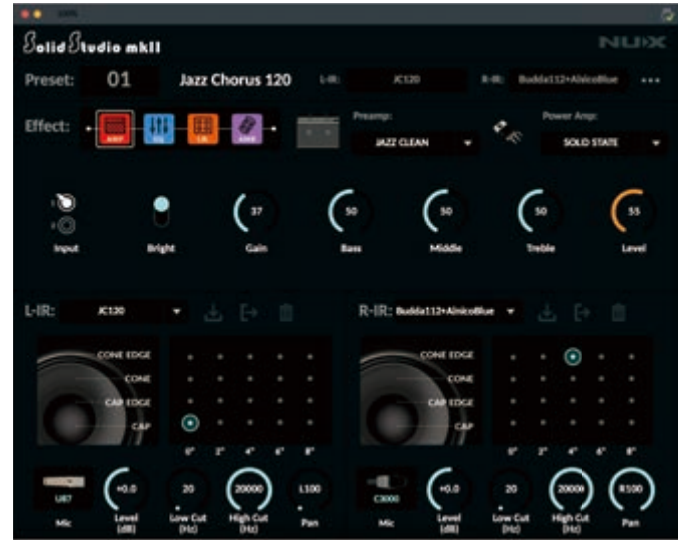 Solid Studio mkII
NUX
Preset: 01 Jazz Chorus 120 L-IR: JC120 R-IR: Budda112+AlnicoBlue ...
Effect: AMP EQ L/R
Preamp: Power Amp:
JAZZ CLEAN SOLID STATE
37 50 50 50 55
Input Bright Gain Bass Middle Treble Level
L-IR: JC120 R-IR: Budda112+AlnicoBlue
CONE EDGE CONE EDGE
CONE CONE
CAP EDGE CAP EDGE
CAP CAP
0" 2" 4" 6" 8" 0" 2" 4" 6" 8"
U87 +0.0 20 20000 L100 C3000 +0.0 20 20000 R100
Mic Level (dB) Low Cut (Hz) High Cut (Hz) Pan Mic Level (dB) Low Cut (Hz) High Cut (Hz) Pan